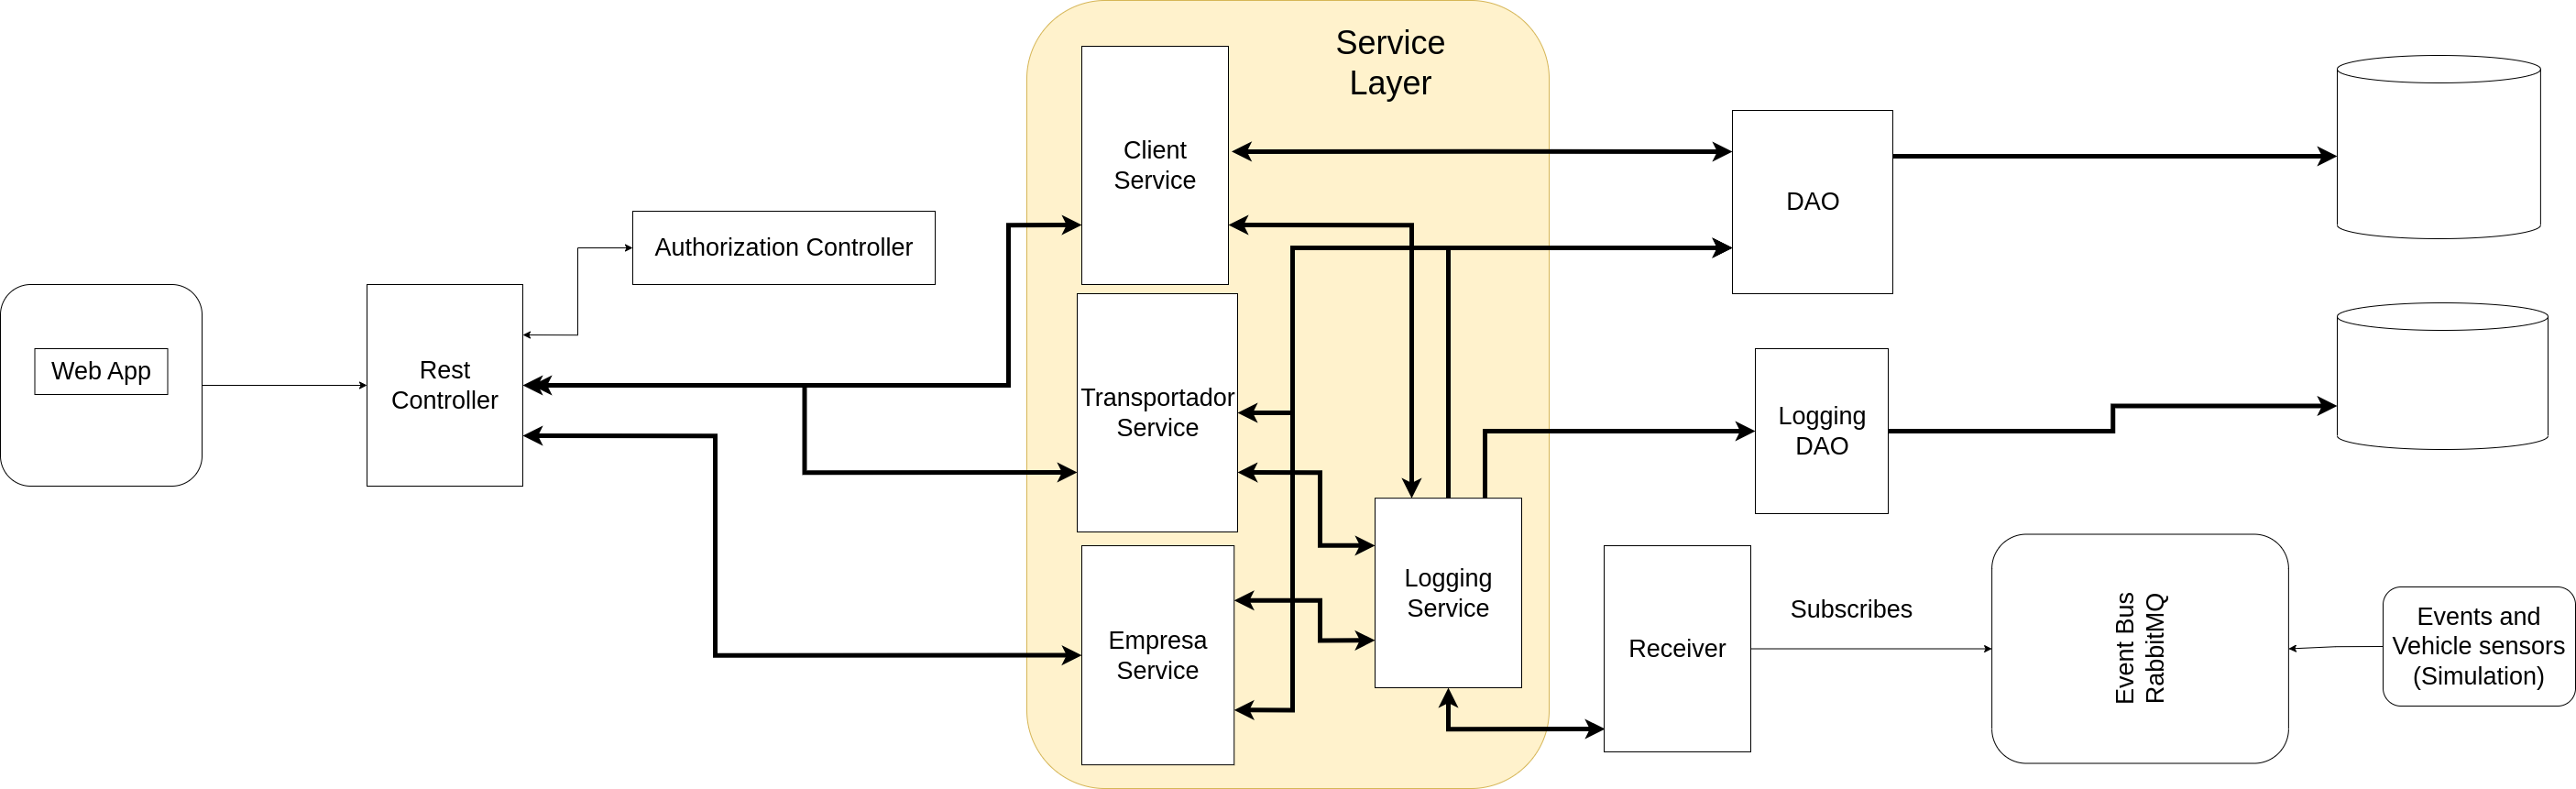 Service
Layer
Client
Service
DAO
Authorization Controller
Web App
Rest
Controller
Transportador
Service
Logging
DAO
Logging
Service
Empresa
Service
Receiver
Subscribes
Event Bus
RabbitMQ
Events and
Vehicle sensors
(Simulation)